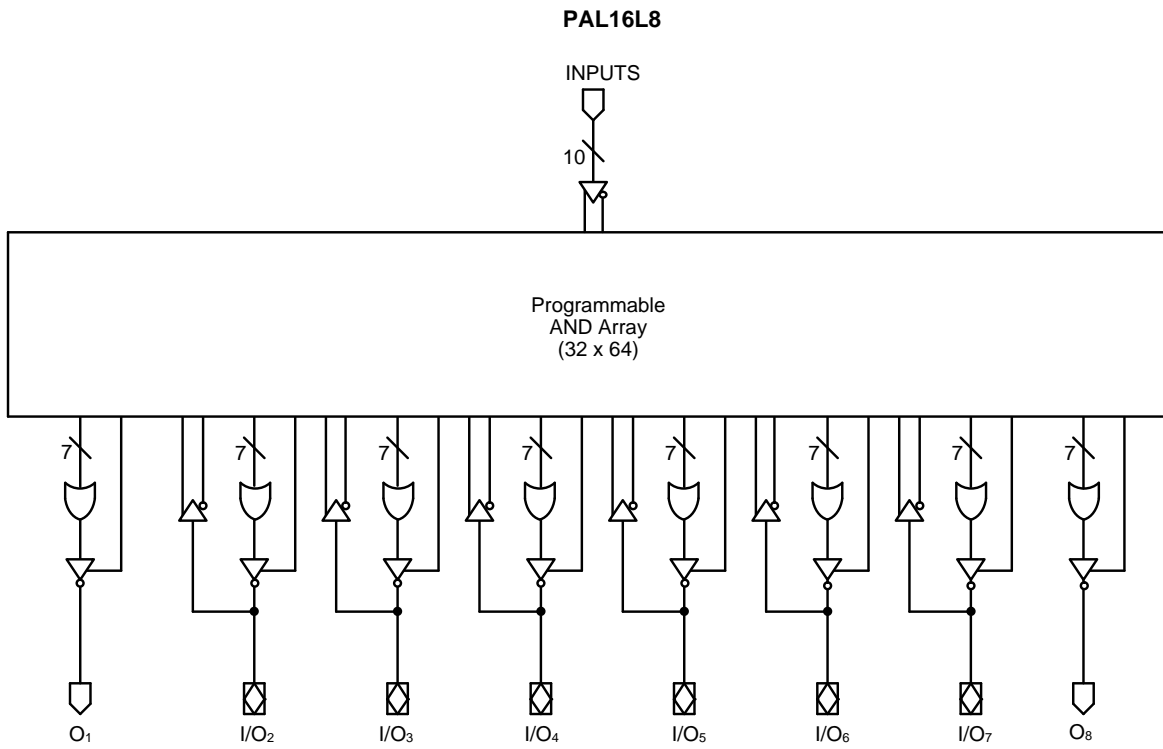 PAL16L8
INPUTS
10
Programmable
AND Array
(32 x 64)
7 7 7 7 7 7 7 7
O1 I/O2 I/O3 I/O4 I/O5 I/O6 I/O7 O8